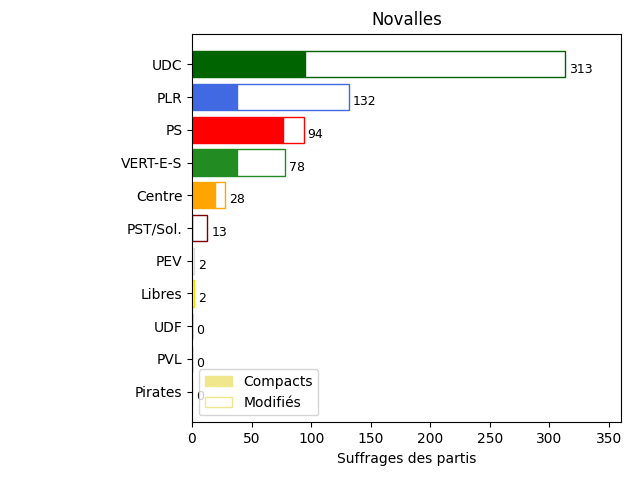 Novalles
UDC 313
PLR 132
PS 94
VERT-E-S 78
Centre 28
PST/Sol. 13
PEV 2
Libres 2
UDF 0
PVL 0
Pirates 0
Compacts
Modifiés
0 50 100 150 200 250 300 350
Suffrages des partis